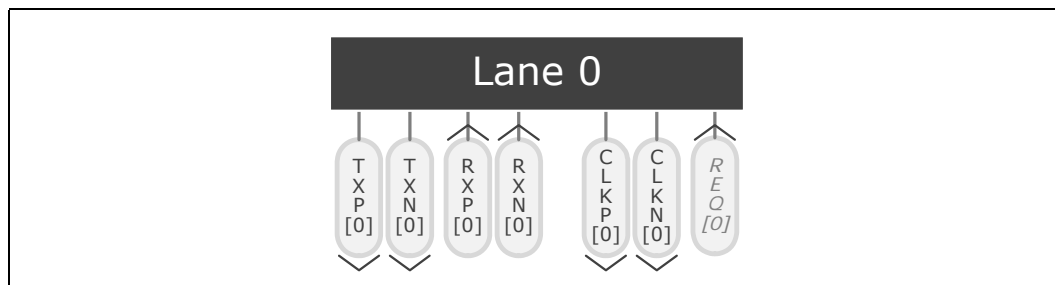 Lane 0
TXP[0]
TXN[0]
RXP[0]
RXN[0]
CLKP[0]
CLKN[0]
REQ[0]